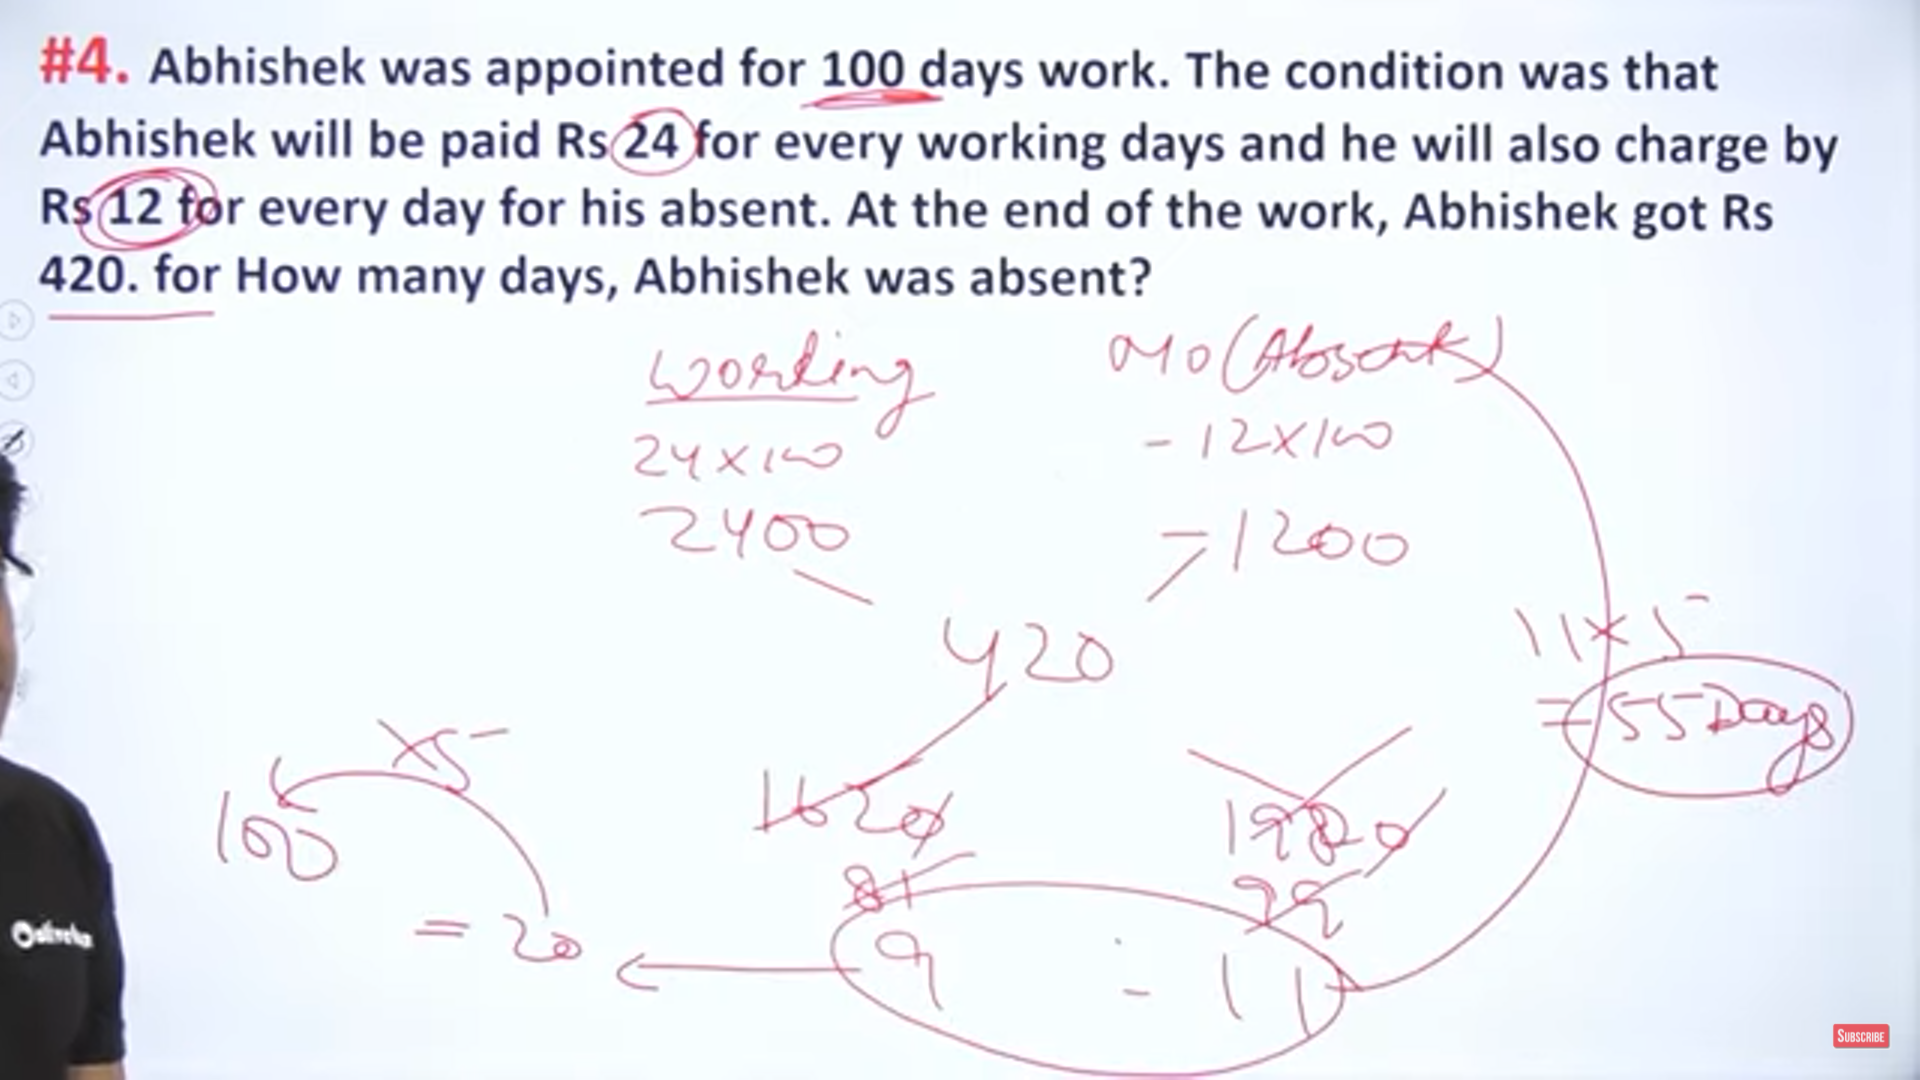 #4. Abhishek was appointed for 100 days work. The condition was that
Abhishek will be paid Rs 24 for every working days and he will also charge by
Rs 12 for every day for his absent. At the end of the work, Abhishek got Rs
420. for How many days, Abhishek was absent?
Working
No (Absent)
24 × 100
- 12 × 100
2400
- 1200
420
11 × 5
= 55 Days
× 5
100
1620
1980
81
99
= 20
9 : 11
SUBSCRIBE